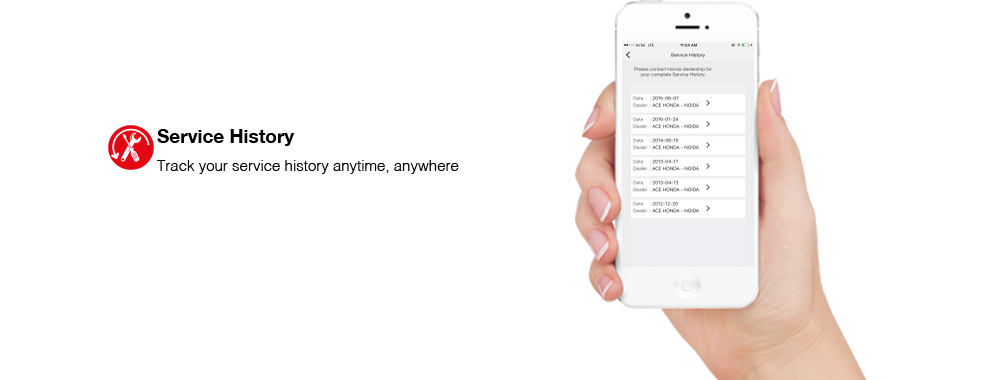 Service History
Track your service history anytime, anywhere
Airtel LTE 11:24 AM
Service History
Please contact Honda dealership for
your complete Service History.
Date : 2015-06-07
Dealer : ACE HONDA - NOIDA
Date : 2015-01-24
Dealer : ACE HONDA - NOIDA
Date : 2014-06-15
Dealer : ACE HONDA - NOIDA
Date : 2013-04-17
Dealer : ACE HONDA - NOIDA
Date : 2013-04-13
Dealer : ACE HONDA - NOIDA
Date : 2012-12-20
Dealer : ACE HONDA - NOIDA